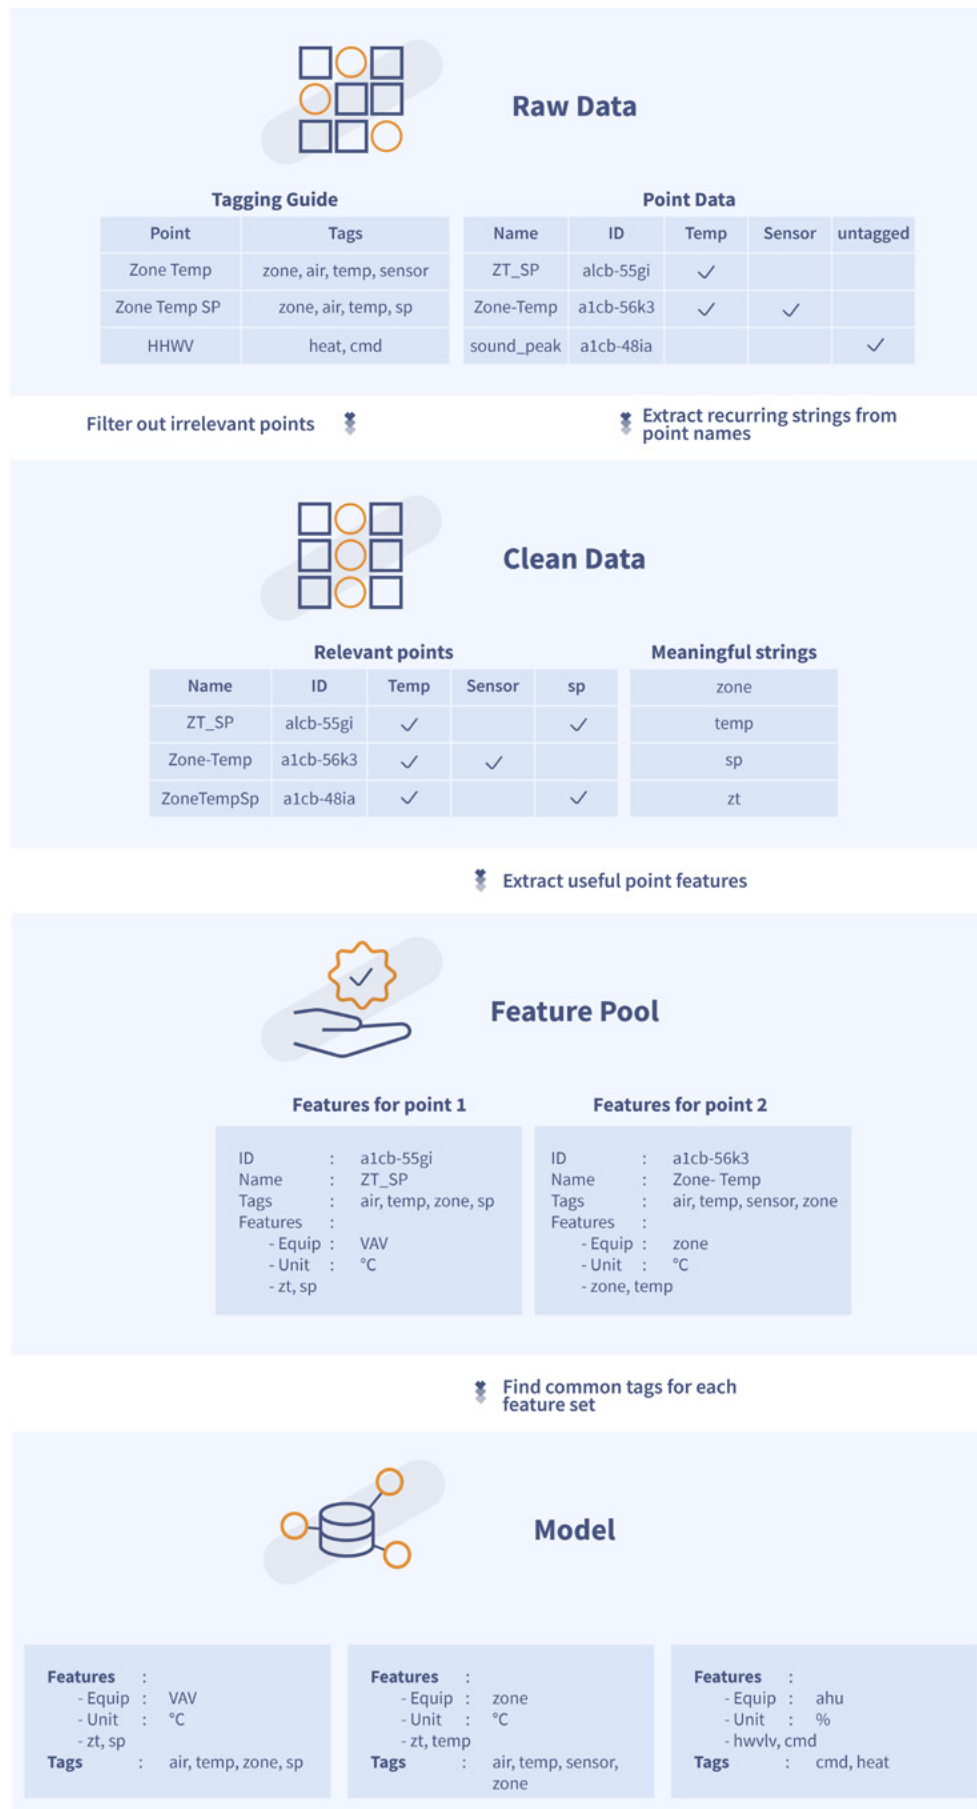 Raw Data
Tagging Guide
Point Tags
Zone Temp zone, air, temp, sensor
Zone Temp SP zone, air, temp, sp
HHWV heat, cmd
Point Data
Name ID Temp Sensor untagged
ZT_SP alcb-55gi ✓
Zone-Temp a1cb-56k3 ✓ ✓
sound_peak a1cb-48ia ✓
Filter out irrelevant points
Extract recurring strings from
point names
Clean Data
Relevant points
Name ID Temp Sensor sp
ZT_SP alcb-55gi ✓ ✓
Zone-Temp a1cb-56k3 ✓ ✓
ZoneTempSp a1cb-48ia ✓ ✓
Meaningful strings
zone
temp
sp
zt
Extract useful point features
Feature Pool
Features for point 1
ID : a1cb-55gi
Name : ZT_SP
Tags : air, temp, zone, sp
Features :
- Equip : VAV
- Unit : °C
- zt, sp
Features for point 2
ID : a1cb-56k3
Name : Zone- Temp
Tags : air, temp, sensor, zone
Features :
- Equip : zone
- Unit : °C
- zone, temp
Find common tags for each
feature set
Model
Features :
- Equip : VAV
- Unit : °C
- zt, sp
Tags : air, temp, zone, sp
Features :
- Equip : zone
- Unit : °C
- zt, temp
Tags : air, temp, sensor,
zone
Features :
- Equip : ahu
- Unit : %
- hwvlv, cmd
Tags : cmd, heat